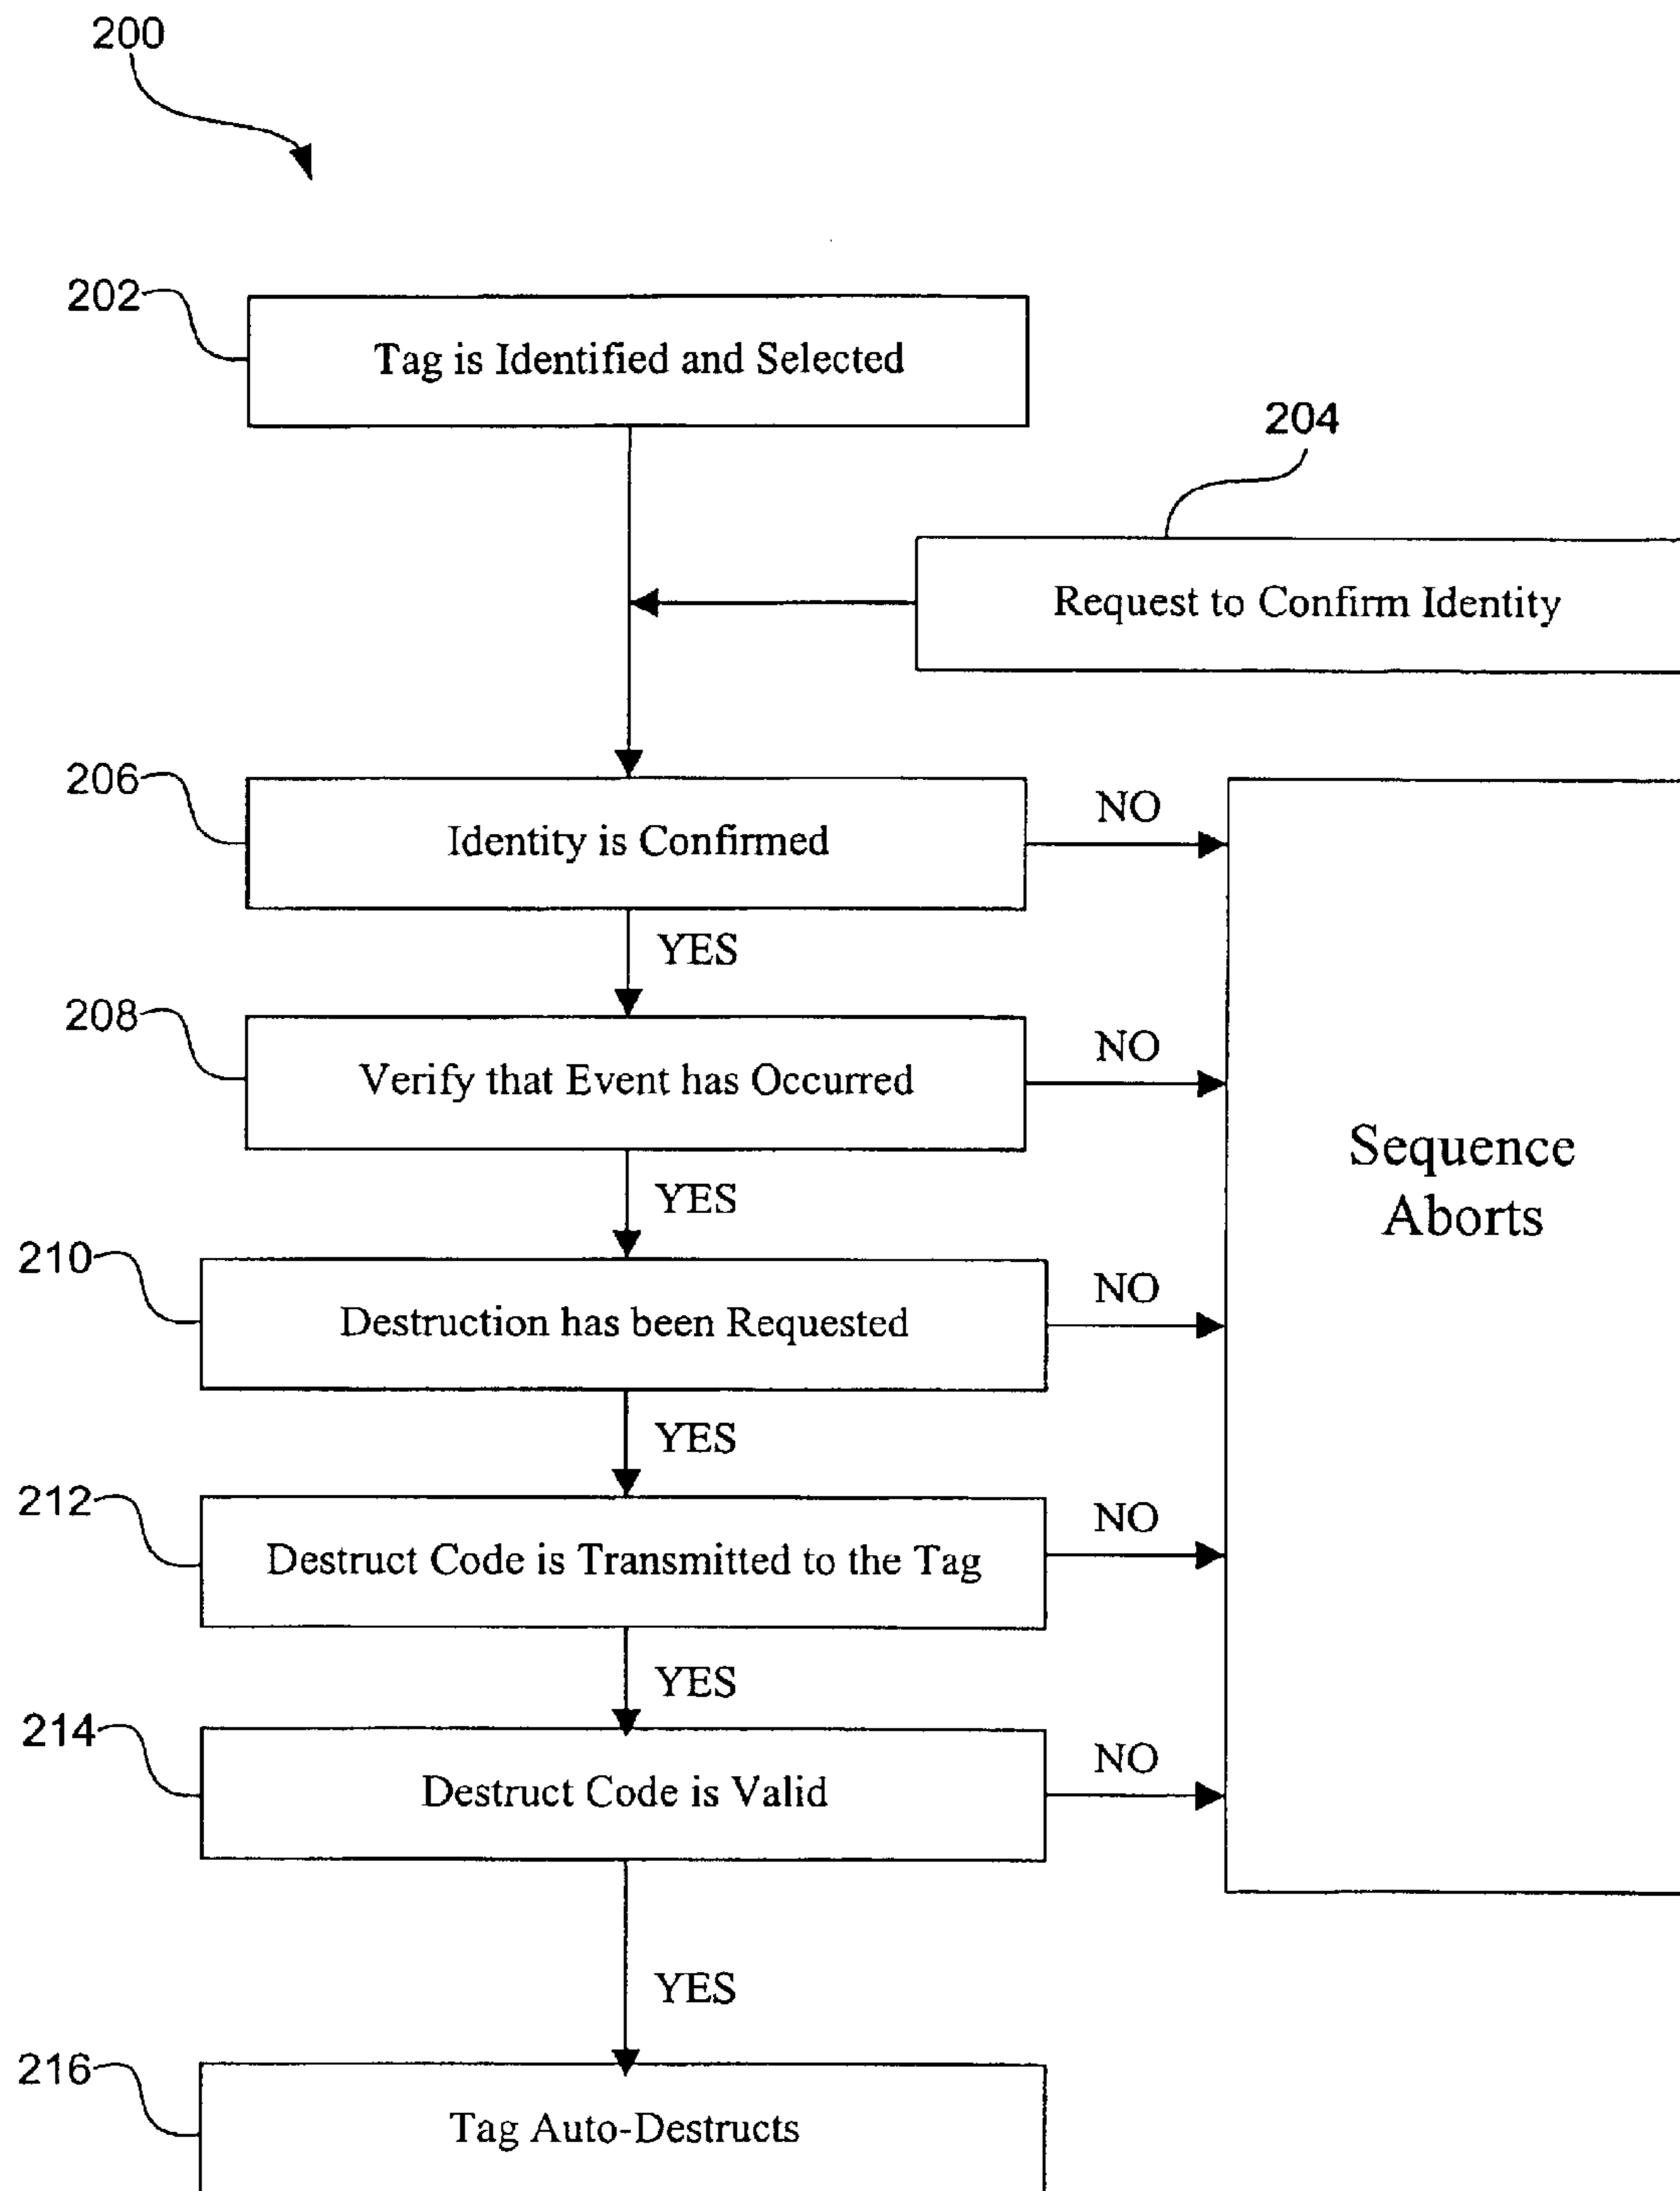 200
202
Tag is Identified and Selected
204
Request to Confirm Identity
206
Identity is Confirmed
NO
YES
208
Verify that Event has Occurred
NO
Sequence
Aborts
YES
210
Destruction has been Requested
NO
YES
212
Destruct Code is Transmitted to the Tag
NO
YES
214
Destruct Code is Valid
NO
YES
216
Tag Auto-Destructs